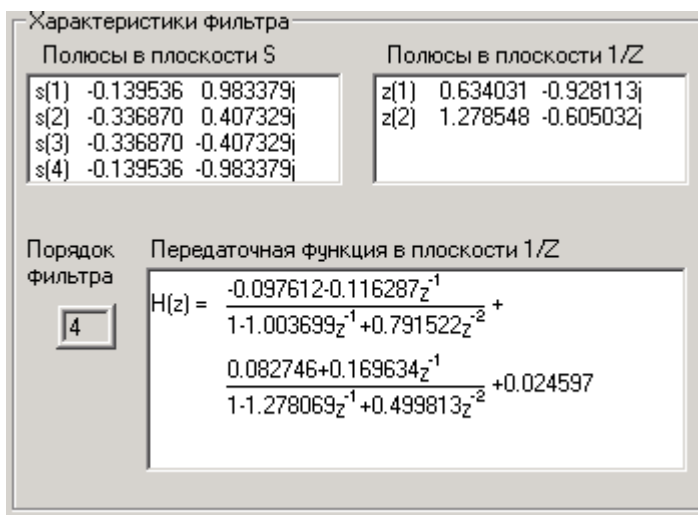 Характеристики фильтра
Полюсы в плоскости S
s(1) -0.139536 0.983379j
s(2) -0.336870 0.407329j
s(3) -0.336870 -0.407329j
s(4) -0.139536 -0.983379j
Полюсы в плоскости 1/Z
z(1) 0.634031 -0.928113j
z(2) 1.278548 -0.605032j
Порядок фильтра
4
Передаточная функция в плоскости 1/Z
H(z) = (-0.097612-0.116287z^-1)/(1-1.003699z^-1+0.791522z^-2) +
(0.082746+0.169634z^-1)/(1-1.278069z^-1+0.499813z^-2) +0.024597